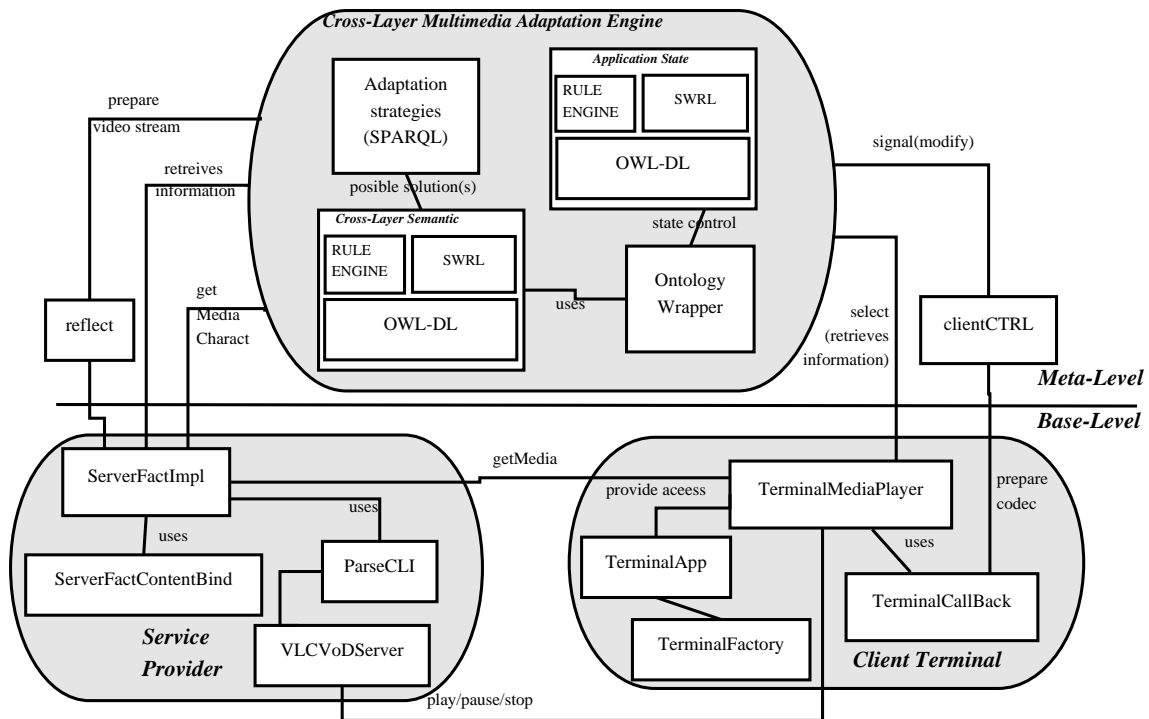 Cross-Layer Multimedia Adaptation Engine
Application State
RULE
ENGINE
SWRL
OWL-DL
Adaptation
strategies
(SPARQL)
prepare
video stream
signal(modify)
retreives
information
posible solution(s)
Cross-Layer Semantic
RULE
ENGINE
SWRL
OWL-DL
state control
Ontology
Wrapper
uses
get
Media
Charact
reflect
select
(retrieves
information)
clientCTRL
Meta-Level
Base-Level
ServerFactImpl
getMedia
TerminalMediaPlayer
prepare
codec
provide aceess
uses
uses
uses
ServerFactContentBind
ParseCLI
TerminalApp
TerminalCallBack
Service
Provider
VLCVoDServer
TerminalFactory
Client Terminal
play/pause/stop